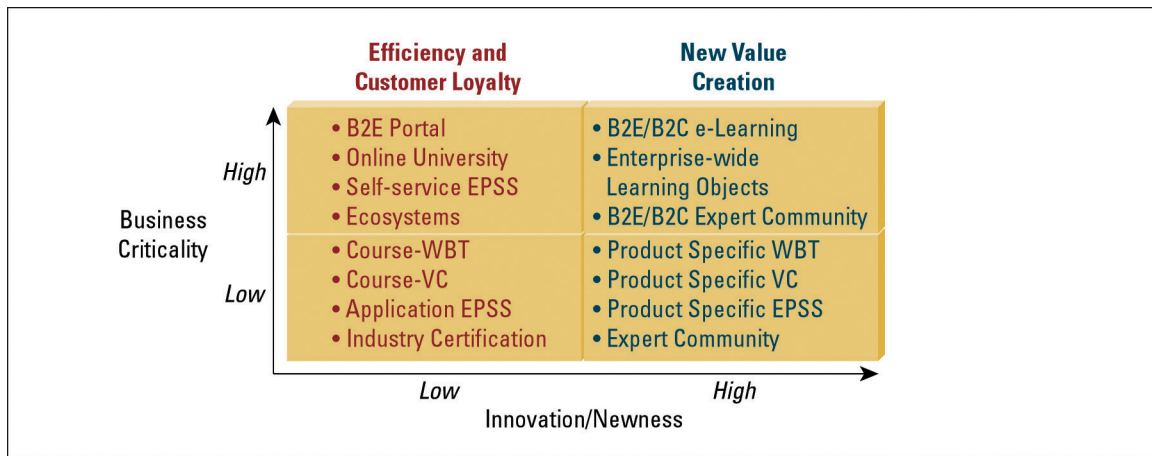 Efficiency and
Customer Loyalty
New Value
Creation
High
Business
Criticality
Low
• B2E Portal
• Online University
• Self-service EPSS
• Ecosystems
• B2E/B2C e-Learning
• Enterprise-wide
Learning Objects
• B2E/B2C Expert Community
• Course-WBT
• Course-VC
• Application EPSS
• Industry Certification
• Product Specific WBT
• Product Specific VC
• Product Specific EPSS
• Expert Community
Low
High
Innovation/Newness